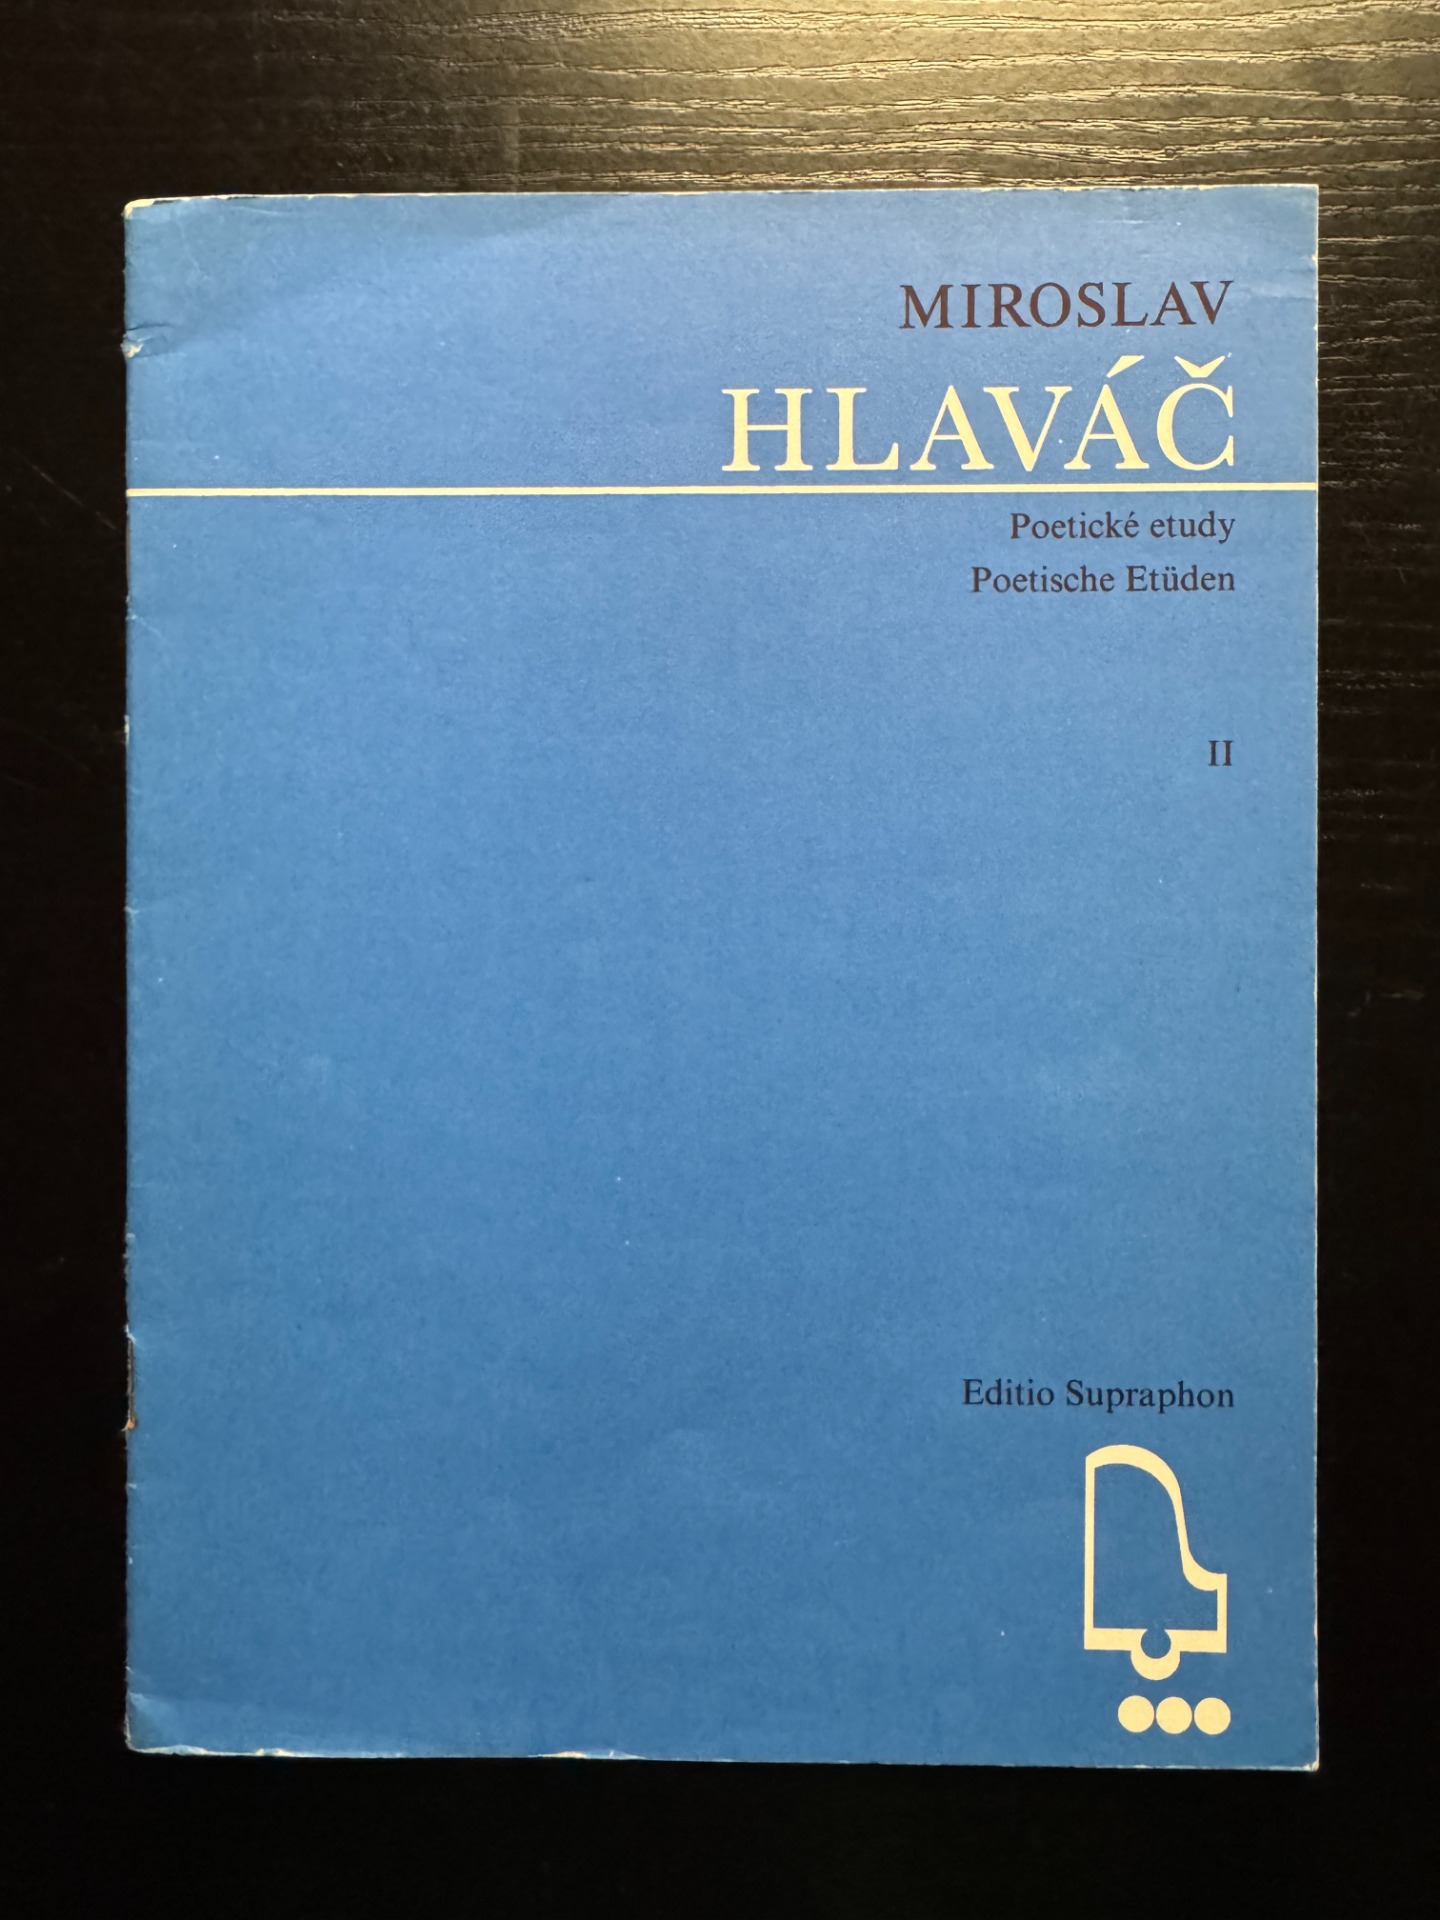 MIROSLAV
HLAVÁČ
Poetické etudy
Poetische Etüden
II
Editio Supraphon